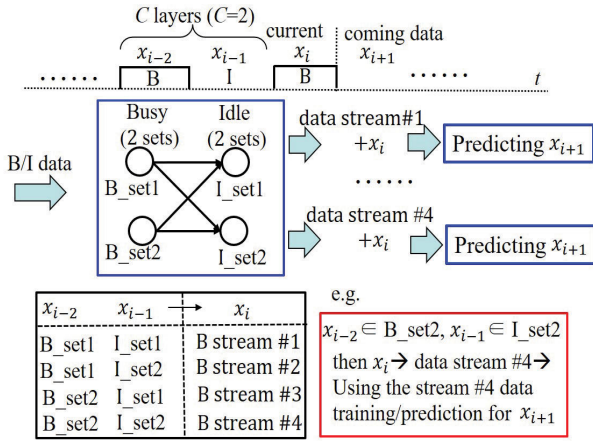 C layers (C=2)
current
coming data
x_{i-2} x_{i-1} x_i x_{i+1}
...... B I B ...... t
Busy Idle
(2 sets) (2 sets)
B_set1 I_set1
B_set2 I_set2
B/I data
data stream#1
+x_i
Predicting x_{i+1}
......
data stream #4
+x_i
Predicting x_{i+1}
x_{i-2} x_{i-1} → x_i
B_set1 I_set1 B stream #1
B_set1 I_set2 B stream #2
B_set2 I_set1 B stream #3
B_set2 I_set2 B stream #4
e.g.
x_{i-2} ∈ B_set2, x_{i-1} ∈ I_set2
then x_i → data stream #4→
Using the stream #4 data
training/prediction for x_{i+1}